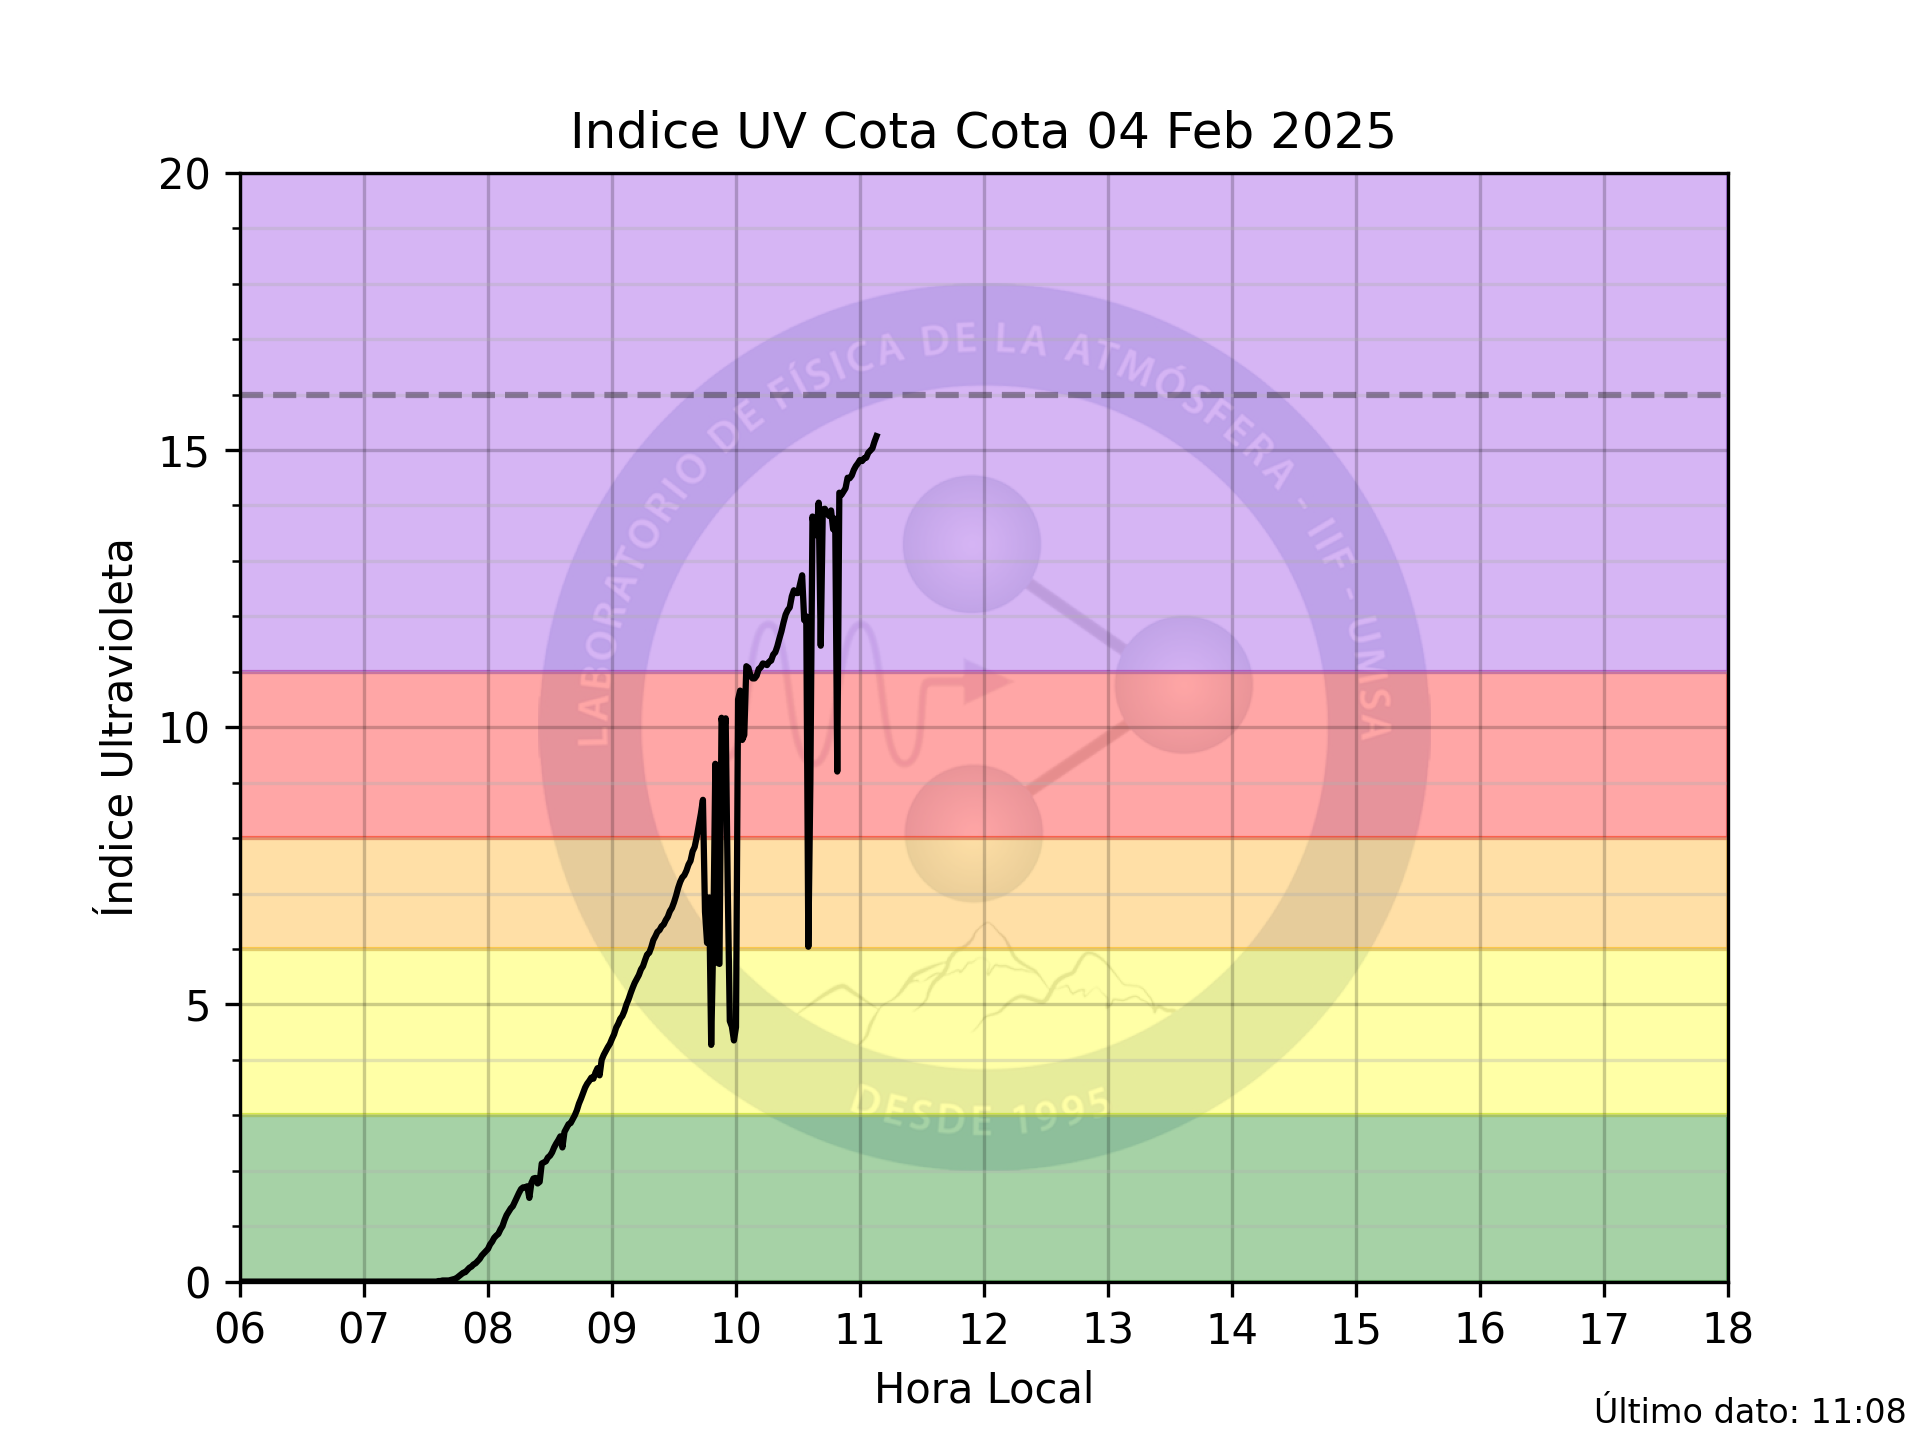 Indice UV Cota Cota 04 Feb 2025
20
15
10
5
0
Índice Ultravioleta
LABORATORIO DE FÍSICA DE LA ATMÓSFERA - IIF - UMSA
DESDE 1995
06 07 08 09 10 11 12 13 14 15 16 17 18
Hora Local
Último dato: 11:08